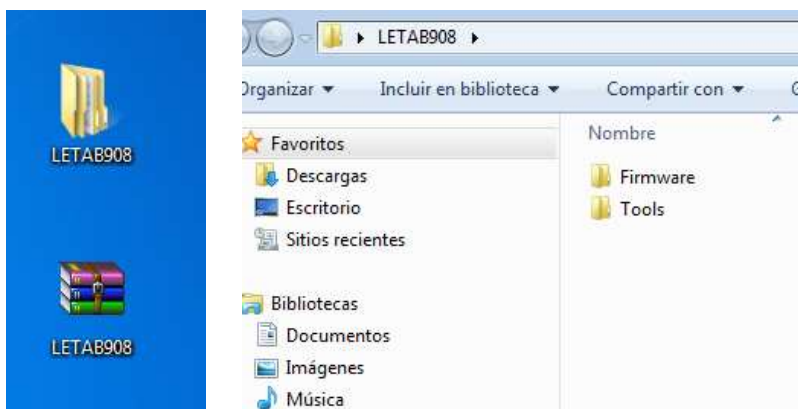 LETAB908
LETAB908
LETAB908
Organizar Incluir en biblioteca Compartir con
Nombre
Favoritos
Descargas
Escritorio
Sitios recientes
Firmware
Tools
Bibliotecas
Documentos
Imágenes
Música